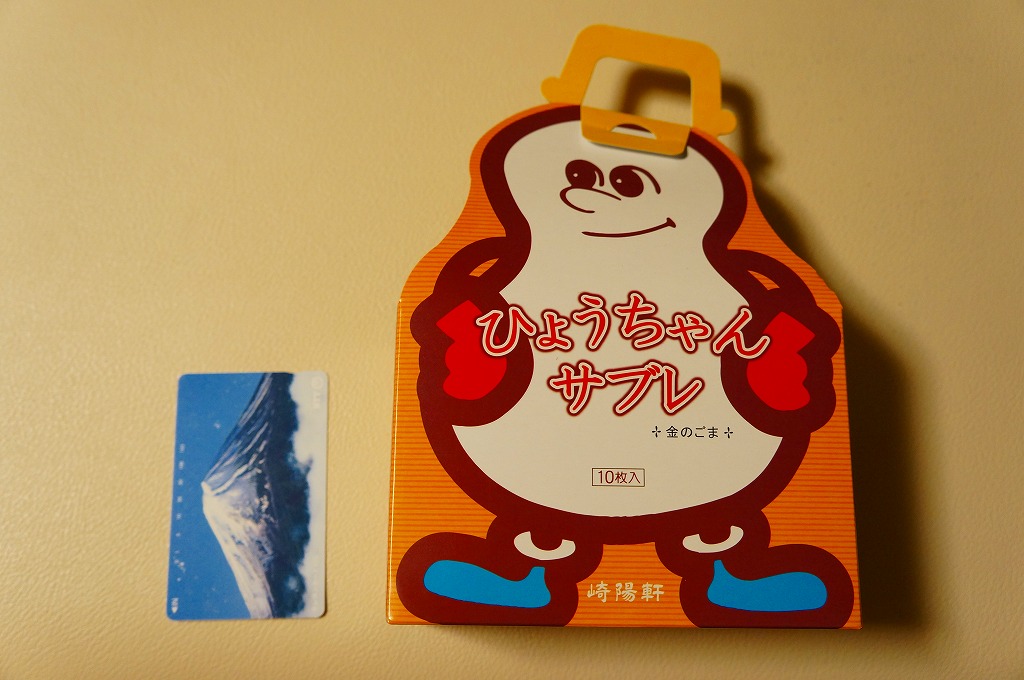 ひょうちゃん
サブレ
金のごま
10枚入
崎陽軒